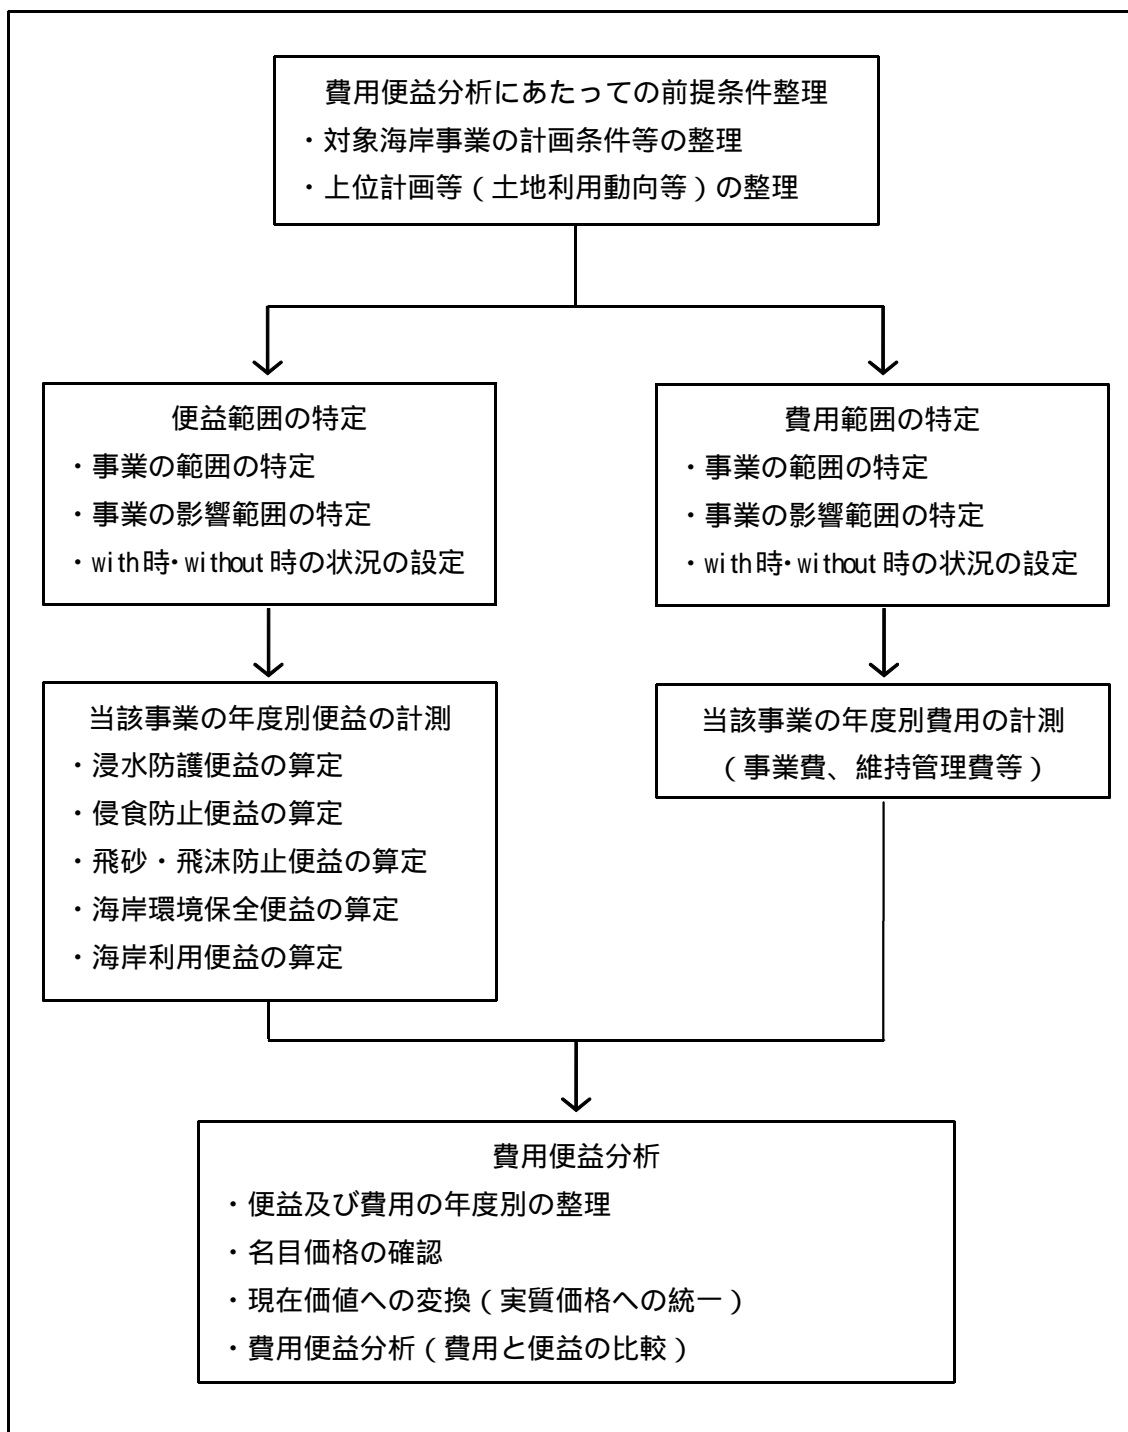 費用便益分析にあたっての前提条件整理
・対象海岸事業の計画条件等の整理
・上位計画等(土地利用動向等)の整理
便益範囲の特定
・事業の範囲の特定
・事業の影響範囲の特定
・with時・without時の状況の設定
費用範囲の特定
・事業の範囲の特定
・事業の影響範囲の特定
・with時・without時の状況の設定
当該事業の年度別便益の計測
・浸水防護便益の算定
・侵食防止便益の算定
・飛砂・飛沫防止便益の算定
・海岸環境保全便益の算定
・海岸利用便益の算定
当該事業の年度別費用の計測
(事業費、維持管理費等)
費用便益分析
・便益及び費用の年度別の整理
・名目価格の確認
・現在価値への変換(実質価格への統一)
・費用便益分析(費用と便益の比較)